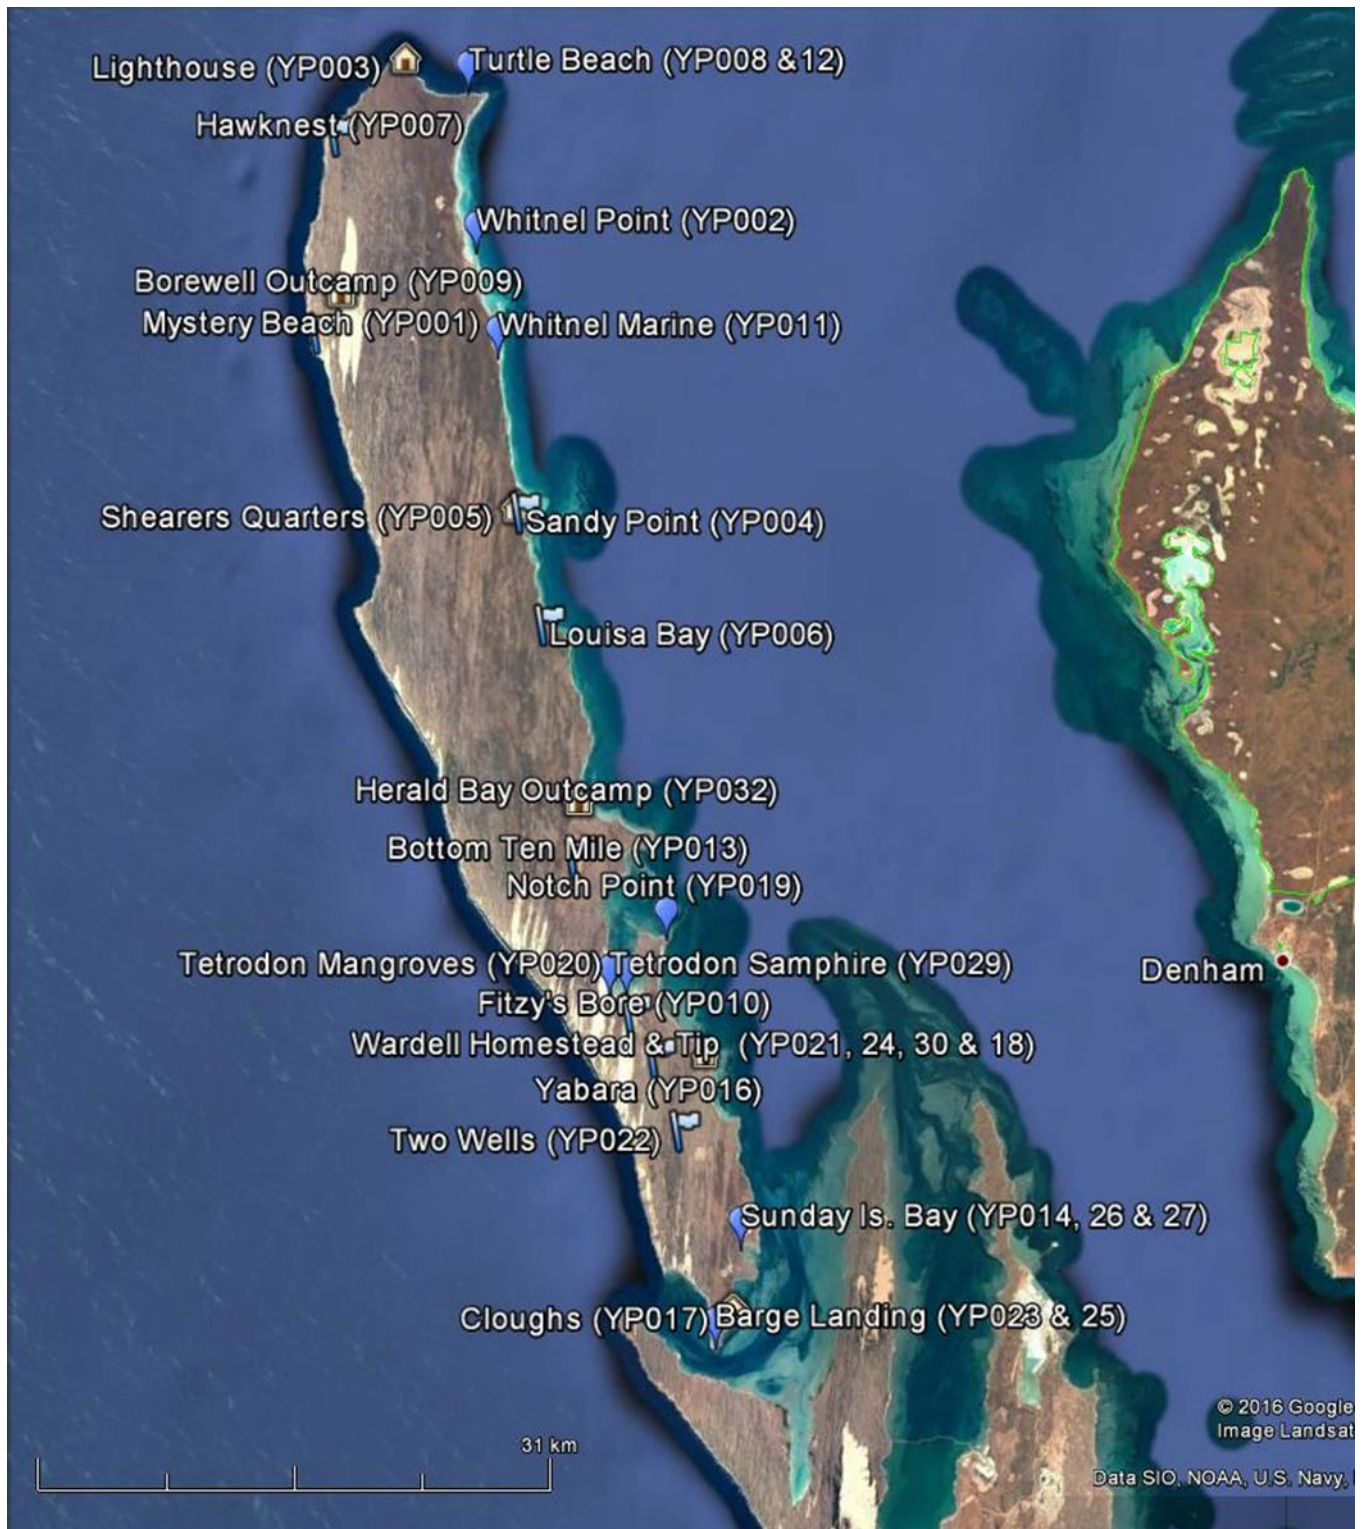 Lighthouse (YP003)
Turtle Beach (YP008 &12)
Hawknest (YP007)
Whitnel Point (YP002)
Borewell Outcamp (YP009)
Mystery Beach (YP001)
Whitnel Marine (YP011)
Shearers Quarters (YP005)
Sandy Point (YP004)
Louisa Bay (YP006)
Herald Bay Outcamp (YP032)
Bottom Ten Mile (YP013)
Notch Point (YP019)
Tetrodon Mangroves (YP020)
Tetrodon Samphire (YP029)
Denham
Fitzy's Bore (YP010)
Wardell Homestead & Tip (YP021, 24, 30 & 18)
Yabara (YP016)
Two Wells (YP022)
Sunday Is. Bay (YP014, 26 & 27)
Cloughs (YP017)
Barge Landing (YP023 & 25)
© 2016 Google
Image Landsat
31 km
Data SIO, NOAA, U.S. Navy,